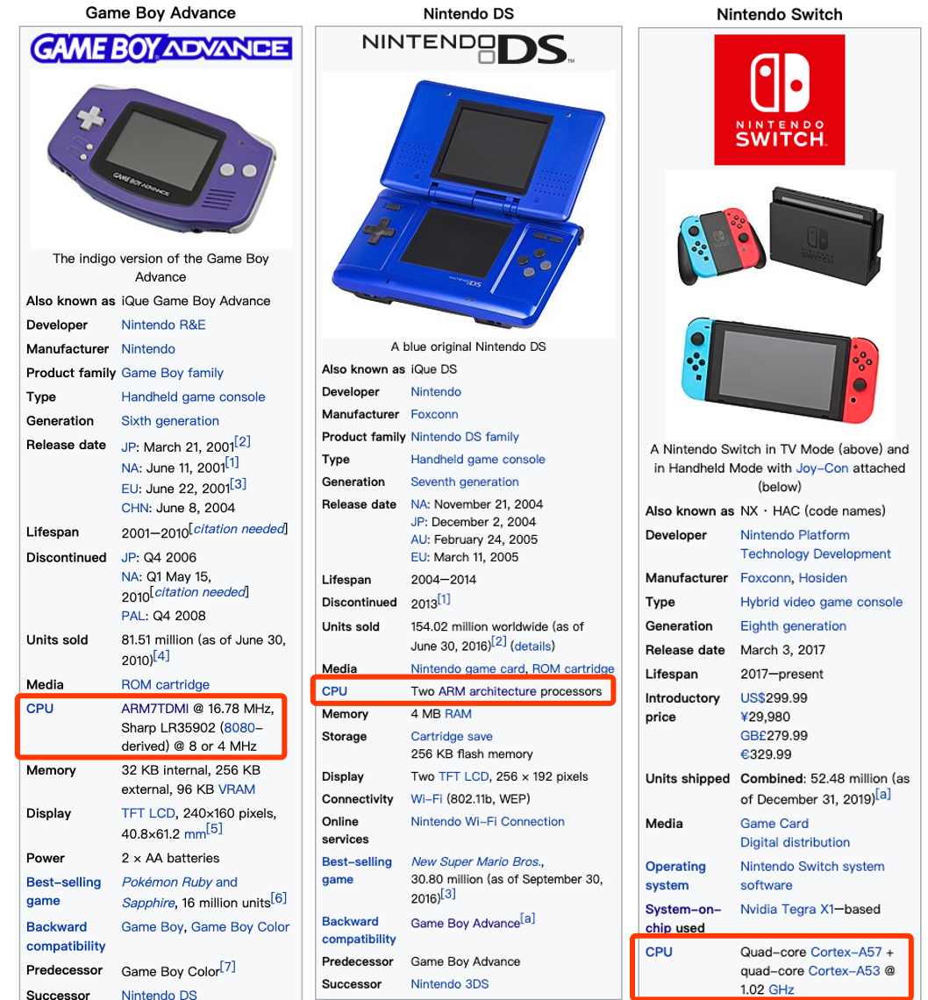 Game Boy Advance
GAME BOY ADVANCE
GAME BOY ADVANCE
The indigo version of the Game Boy
Advance
Also known as iQue Game Boy Advance
Developer Nintendo R&E
Manufacturer Nintendo
Product family Game Boy family
Type Handheld game console
Generation Sixth generation
Release date JP: March 21, 2001[2]
NA: June 11, 2001[1]
EU: June 22, 2001[3]
CHN: June 8, 2004
Lifespan 2001–2010[citation needed]
Discontinued JP: Q4 2006
NA: Q1 May 15,
2010[citation needed]
PAL: Q4 2008
Units sold 81.51 million (as of June 30,
2010)[4]
Media ROM cartridge
CPU ARM7TDMI @ 16.78 MHz,
Sharp LR35902 (8080-
derived) @ 8 or 4 MHz
Memory 32 KB internal, 256 KB
external, 96 KB VRAM
Display TFT LCD, 240×160 pixels,
40.8×61.2 mm[5]
Power 2 × AA batteries
Best-selling Pokémon Ruby and
game Sapphire, 16 million units[6]
Backward Game Boy, Game Boy Color
compatibility
Predecessor Game Boy Color[7]
Successor Nintendo DS
Nintendo DS
NINTENDO DS™
NINTENDO DS
A blue original Nintendo DS
Also known as iQue DS
Developer Nintendo
Manufacturer Foxconn
Product family Nintendo DS family
Type Handheld game console
Generation Seventh generation
Release date NA: November 21, 2004
JP: December 2, 2004
AU: February 24, 2005
EU: March 11, 2005
Lifespan 2004–2014
Discontinued 2013[1]
Units sold 154.02 million worldwide (as of
June 30, 2016)[2] (details)
Media Nintendo game card, ROM cartridge
CPU Two ARM architecture processors
Memory 4 MB RAM
Storage Cartridge save
256 KB flash memory
Display Two TFT LCD, 256 × 192 pixels
Connectivity Wi-Fi (802.11b, WEP)
Online Nintendo Wi-Fi Connection
services
Best-selling New Super Mario Bros.,
game 30.80 million (as of September 30,
2016)[3]
Backward Game Boy Advance[a]
compatibility
Predecessor Game Boy Advance
Successor Nintendo 3DS
Nintendo Switch
NINTENDO
SWITCH™
SWITCH
A Nintendo Switch in TV Mode (above) and
in Handheld Mode with Joy-Con attached
(below)
Also known as NX · HAC (code names)
Developer Nintendo Platform
Technology Development
Manufacturer Foxconn, Hosiden
Type Hybrid video game console
Generation Eighth generation
Release date March 3, 2017
Lifespan 2017–present
Introductory US$299.99
price ¥29,980
GB£279.99
€329.99
Units shipped Combined: 52.48 million (as
of December 31, 2019)[a]
Media Game Card
Digital distribution
Operating Nintendo Switch system
system software
System-on- Nvidia Tegra X1–based
chip used
CPU Quad-core Cortex-A57 +
quad-core Cortex-A53 @
1.02 GHz